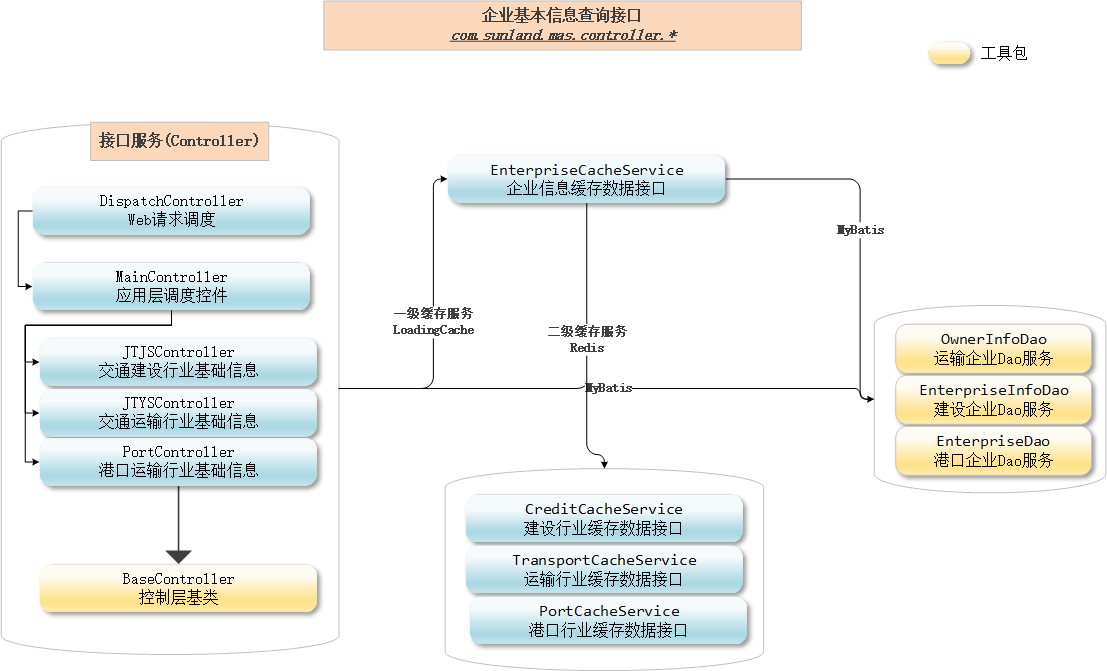 企业基本信息查询接口
com.sunland.mas.controller.*
工具包
接口服务(Controller)
DispatchController
Web请求调度
MainController
应用层调度控件
JTJSController
交通建设行业基础信息
JTYSController
交通运输行业基础信息
PortController
港口运输行业基础信息
BaseController
控制层基类
一级缓存服务
LoadingCache
EnterpriseCacheService
企业信息缓存数据接口
二级缓存服务
Redis
MyBatis
MyBatis
CreditCacheService
建设行业缓存数据接口
TransportCacheService
运输行业缓存数据接口
PortCacheService
港口行业缓存数据接口
OwnerInfoDao
运输企业Dao服务
EnterpriseInfoDao
建设企业Dao服务
EnterpriseDao
港口企业Dao服务